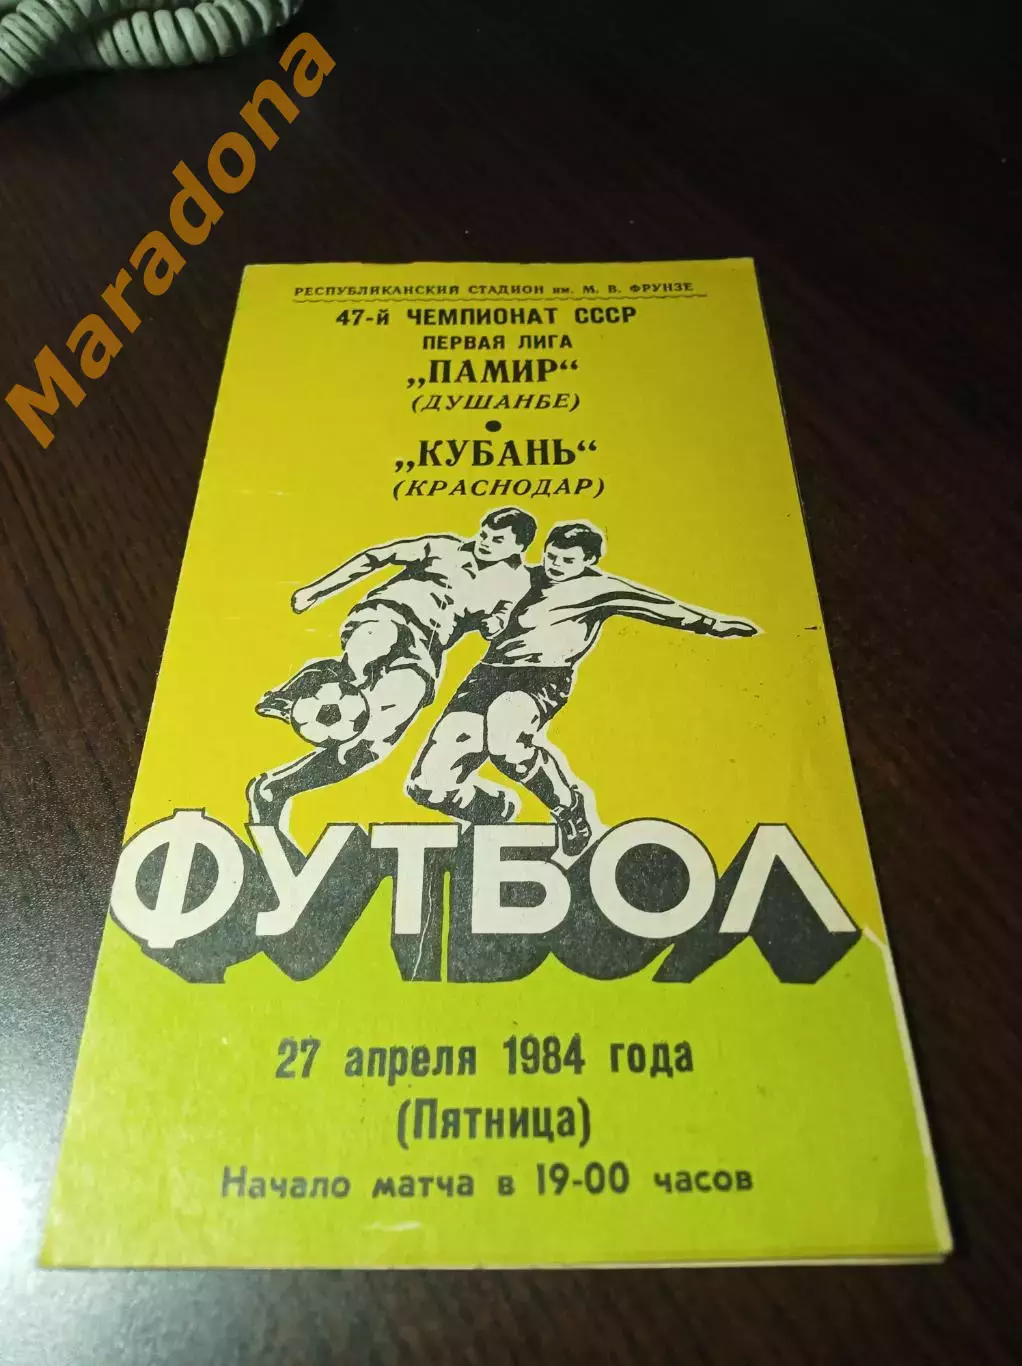 Maradona
РЕСПУБЛИКАНСКИЙ СТАДИОН им. М. В. ФРУНЗЕ
47-й ЧЕМПИОНАТ СССР
ПЕРВАЯ ЛИГА
„ПАМИР“
(ДУШАНБЕ)
•
„КУБАНЬ“
(КРАСНОДАР)
ФУТБОЛ
27 апреля 1984 года
(Пятница)
Начало матча в 19-00 часов